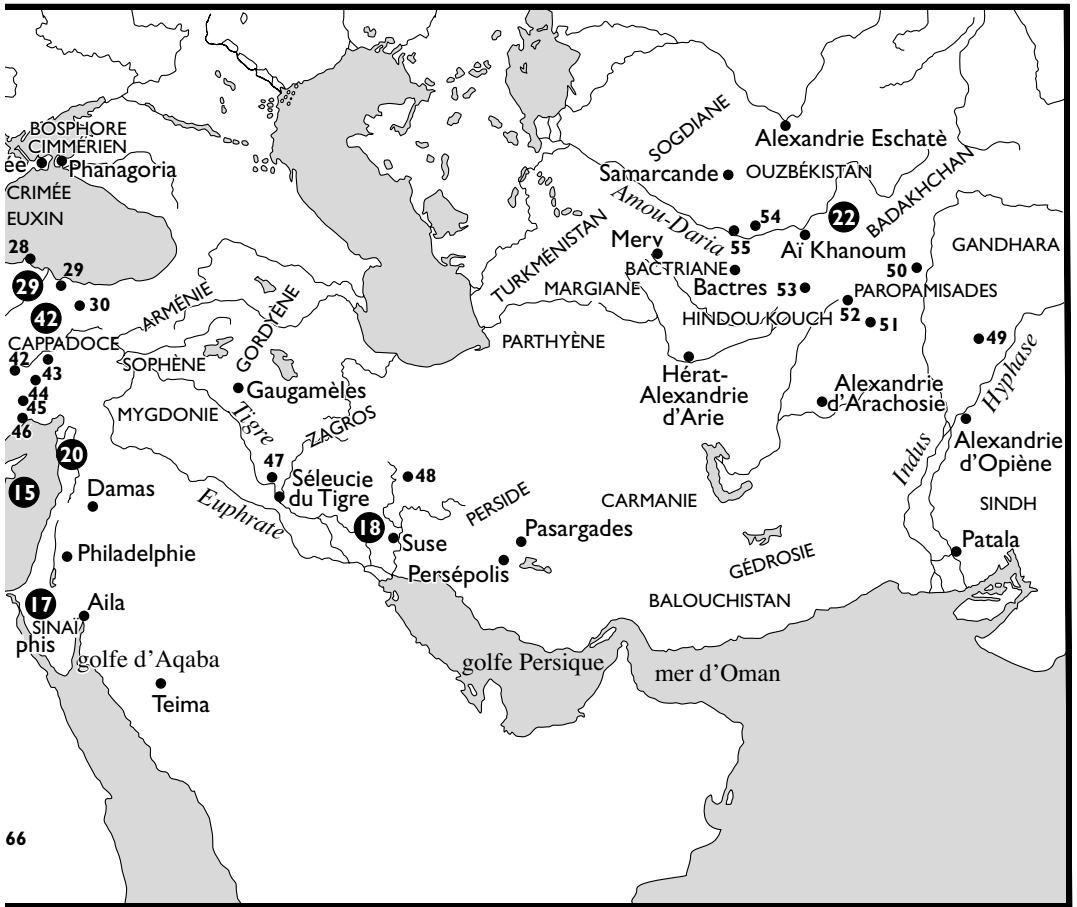 BOSPHORE
CIMMÉRIEN
ée
Phanagoria
CRIMÉE
EUXIN
28
29
29
30
42
CAPPADOCE
42
43
44
45
46
20
15
Damas
Philadelphie
17
Aila
SINAÏ
phis
golfe d'Aqaba
Teima
66
ARMÉNIE
GORDYÈNE
SOPHÈNE
Gaugamèles
MYGDONIE
Tigre
ZAGROS
47
Séleucie
du Tigre
48
Euphrate
18
Suse
PERSIDE
Pasargades
Persépolis
CARMANIE
GÉDROSIE
BALOUCHISTAN
golfe Persique
mer d'Oman
SOGDIANE
Alexandrie Eschatè
Samarcande
OUZBÉKISTAN
Amou-Daria
54
55
22
BADAKHCHAN
Aï Khanoum
GANDHARA
TURKMÉNISTAN
Merv
BACTRIANE
Bactres
50
53
MARGIANE
PAROPAMISADES
52
51
HINDOU KOUCH
49
PARTHYÈNE
Hyphase
Hérat-
Alexandrie
d'Arie
Alexandrie
d'Arachosie
Indus
Alexandrie
d'Opiène
SINDH
Patala